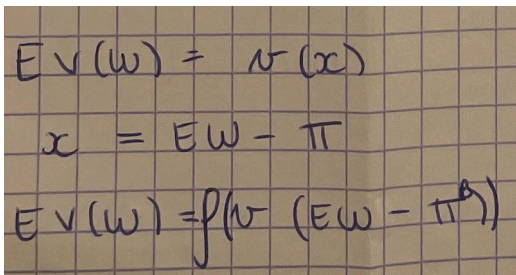 E V (W) = v (x)
x = EW - π
E V (W) = ρ(v (EW - π^β))